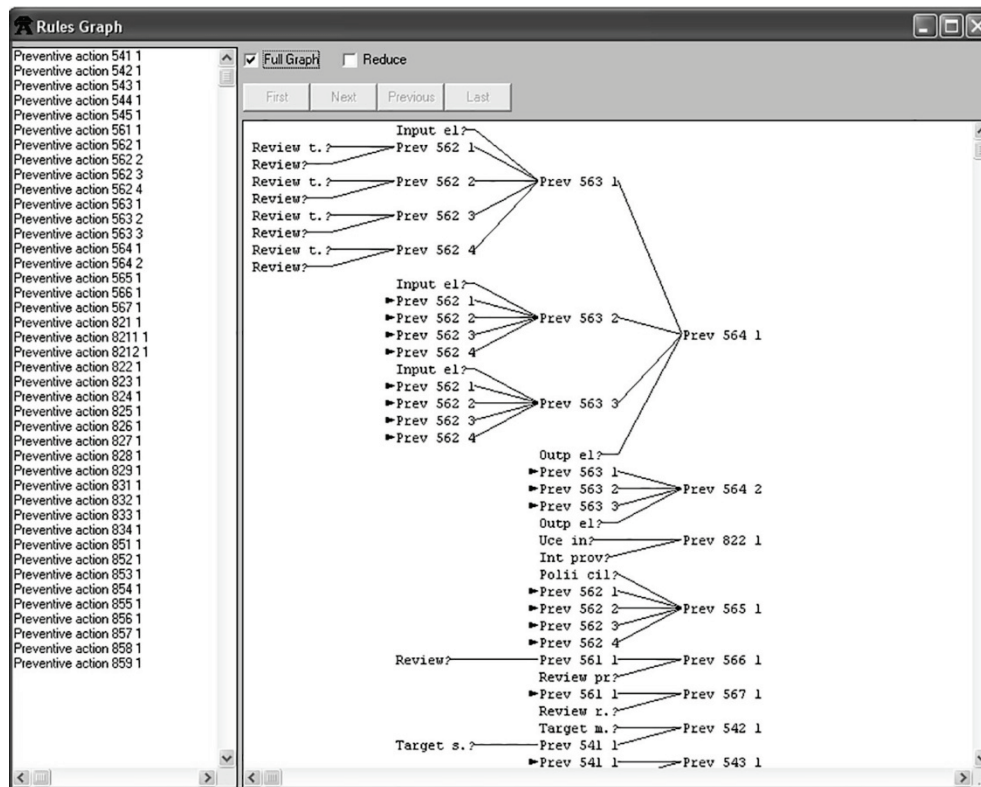 Rules Graph
Preventive action 541 1
Preventive action 542 1
Preventive action 543 1
Preventive action 544 1
Preventive action 545 1
Preventive action 561 1
Preventive action 562 1
Preventive action 562 2
Preventive action 562 3
Preventive action 562 4
Preventive action 563 1
Preventive action 563 2
Preventive action 563 3
Preventive action 564 1
Preventive action 564 2
Preventive action 565 1
Preventive action 566 1
Preventive action 567 1
Preventive action 821 1
Preventive action 8211 1
Preventive action 8212 1
Preventive action 822 1
Preventive action 823 1
Preventive action 824 1
Preventive action 825 1
Preventive action 826 1
Preventive action 827 1
Preventive action 828 1
Preventive action 829 1
Preventive action 831 1
Preventive action 832 1
Preventive action 833 1
Preventive action 834 1
Preventive action 851 1
Preventive action 852 1
Preventive action 853 1
Preventive action 854 1
Preventive action 855 1
Preventive action 856 1
Preventive action 857 1
Preventive action 858 1
Preventive action 859 1
Full Graph Reduce
First Next Previous Last
Input el?
Review t.? Prev 562 1
Review?
Review t.? Prev 562 2 Prev 563 1
Review?
Review t.? Prev 562 3
Review?
Review t.? Prev 562 4
Review?
Input el?
Prev 562 1
Prev 562 2 Prev 563 2
Prev 562 3 Prev 564 1
Prev 562 4
Input el?
Prev 562 1
Prev 562 2 Prev 563 3
Prev 562 3
Prev 562 4
Outp el?
Prev 563 1
Prev 563 2 Prev 564 2
Prev 563 3
Outp el?
Uce in? Prev 822 1
Int prov?
Polii cil?
Prev 562 1
Prev 562 2 Prev 565 1
Prev 562 3
Prev 562 4
Review? Prev 561 1 Prev 566 1
Review pr?
Prev 561 1 Prev 567 1
Review r.?
Target m.? Prev 542 1
Target s.? Prev 541 1
Prev 541 1 Prev 543 1